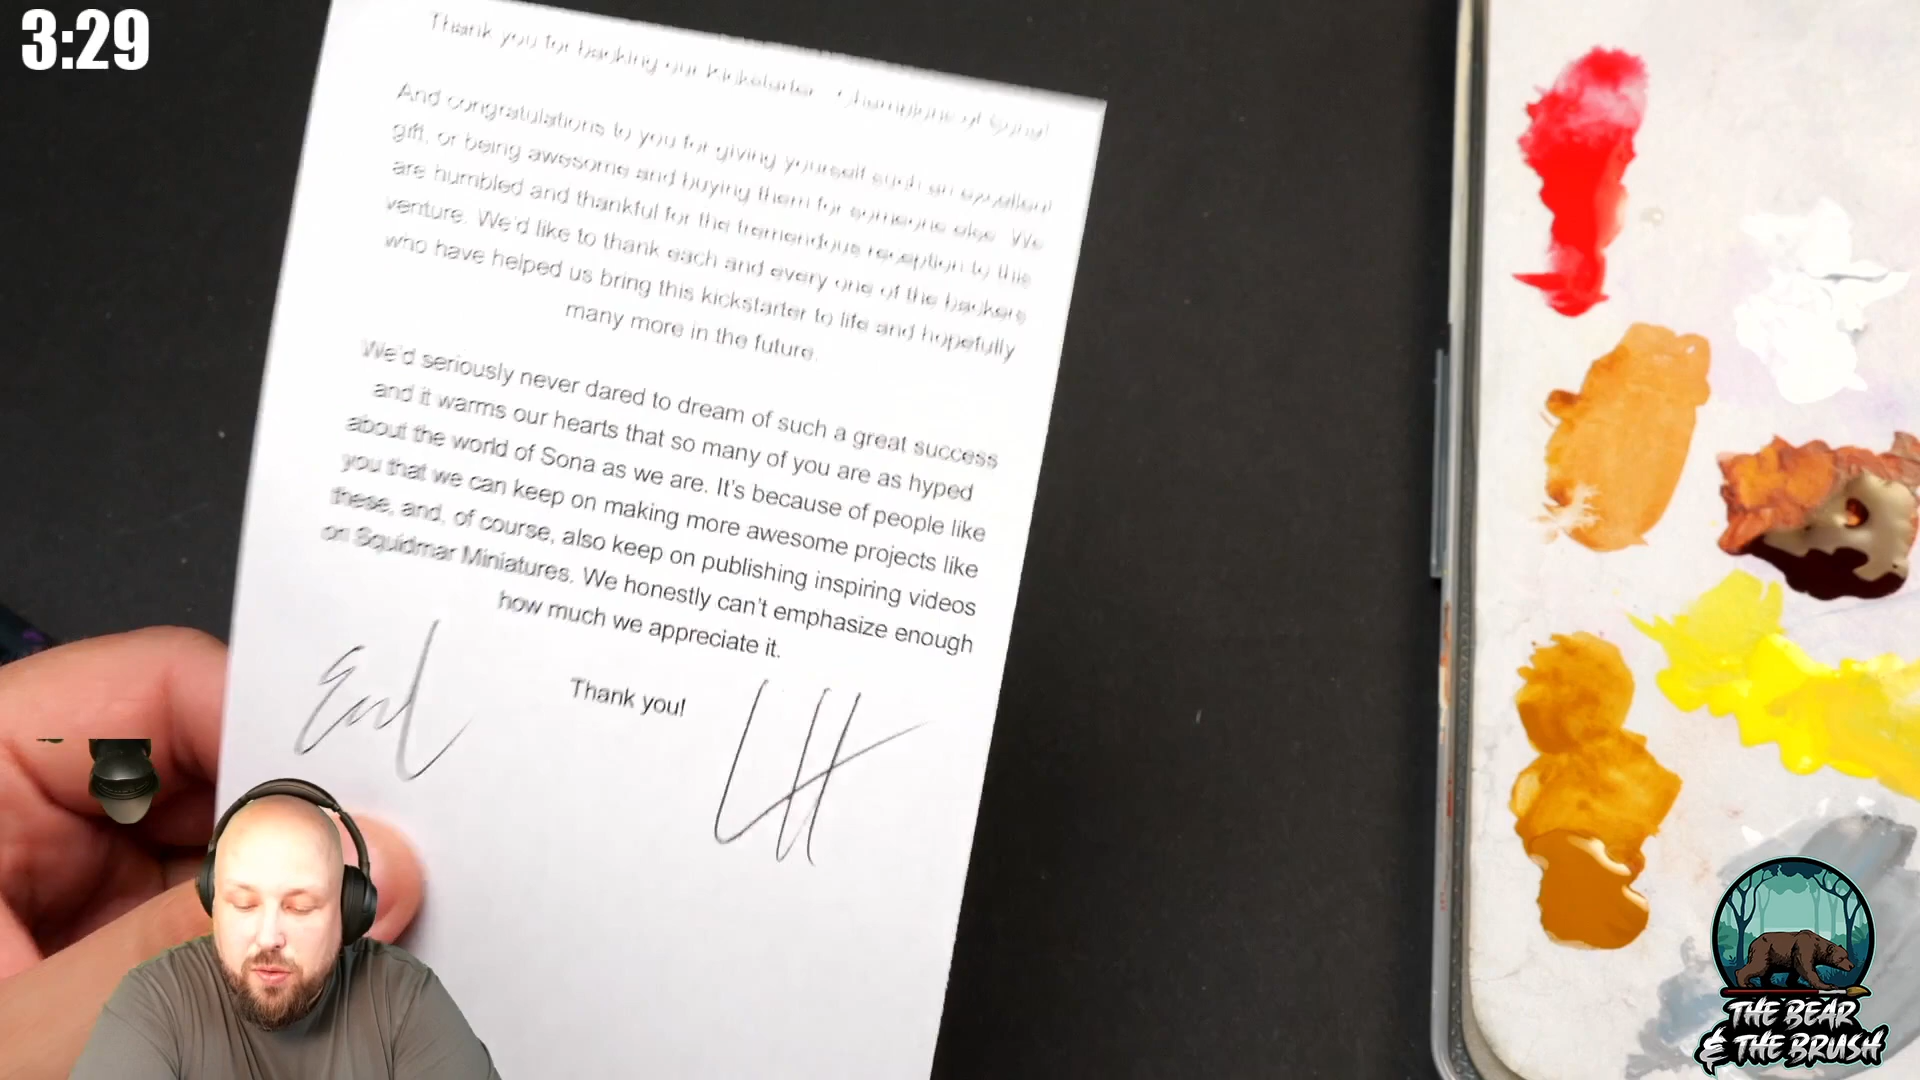 3:29
Thank you for backing our Kickstarter - Champions of Sona!
And congratulations to you for giving yourself such an excellent
gift, or being awesome and buying them for someone else. We
are humbled and thankful for the tremendous reception to this
venture. We'd like to thank each and every one of the backers
who have helped us bring this kickstarter to life and hopefully
many more in the future.
We'd seriously never dared to dream of such a great success
and it warms our hearts that so many of you are as hyped
about the world of Sona as we are. It's because of people like
you that we can keep on making more awesome projects like
these, and, of course, also keep on publishing inspiring videos
on Squidmar Miniatures. We honestly can't emphasize enough
how much we appreciate it.
Thank you!
THE BEAR
& THE BRUSH